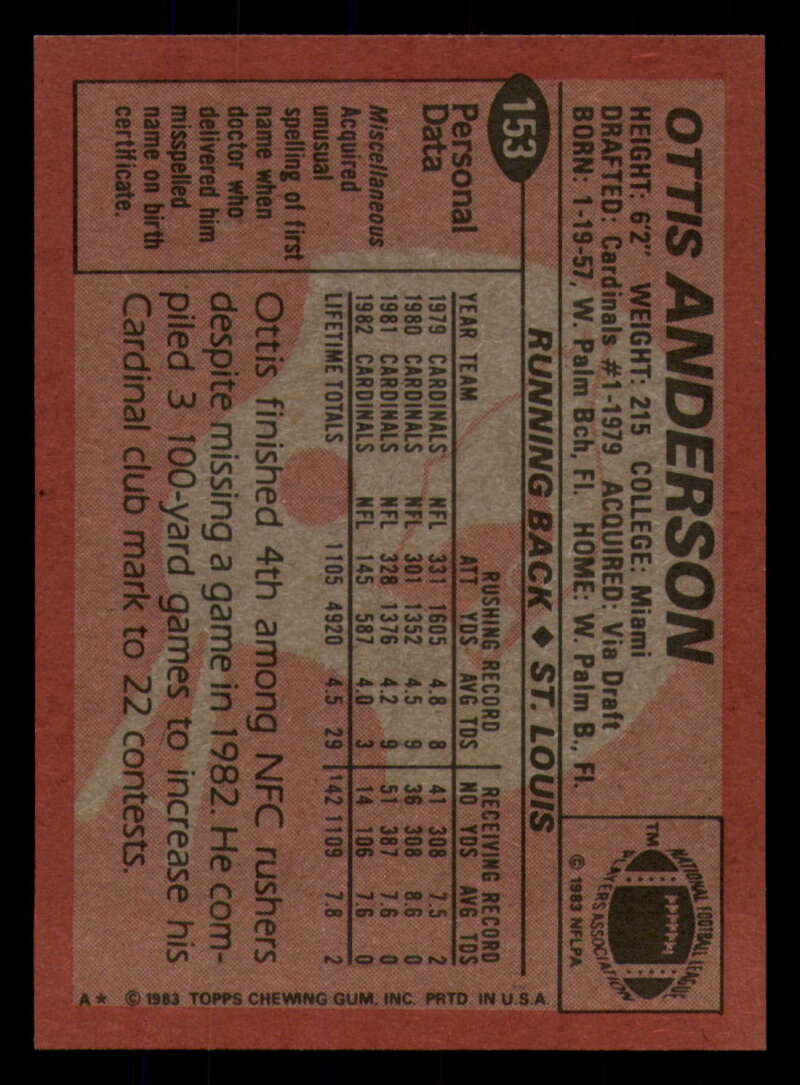 OTTIS ANDERSON
HEIGHT: 6'2" WEIGHT: 215 COLLEGE: Miami
DRAFTED: Cardinals #1-1979 ACQUIRED: Via Draft
BORN: 1-19-57, W. Palm Bch, Fl. HOME: W. Palm B., Fl.
NATIONAL FOOTBALL LEAGUE
PLAYERS ASSOCIATION
TM
© 1983 NFLPA
153
RUNNING BACK ♦ ST. LOUIS
Personal
Data
Miscellaneous
Acquired
unusual
spelling of first
name when
doctor who
delivered him
misspelled
name on birth
certificate.
RUSHING RECORD RECEIVING RECORD
YEAR TEAM ATT YDS AVG TDS NO YDS AVG TDS
1979 CARDINALS NFL 331 1605 4.8 8 41 308 7.5 2
1980 CARDINALS NFL 301 1352 4.5 9 36 308 8.6 0
1981 CARDINALS NFL 328 1376 4.2 9 51 387 7.6 0
1982 CARDINALS NFL 145 587 4.0 3 14 106 7.6 0
LIFETIME TOTALS 1105 4920 4.5 29 142 1109 7.8 2
Ottis finished 4th among NFC rushers
despite missing a game in 1982. He com-
piled 3 100-yard games to increase his
Cardinal club mark to 22 contests.
A* © 1983 TOPPS CHEWING GUM, INC. PRTD IN U.S.A.